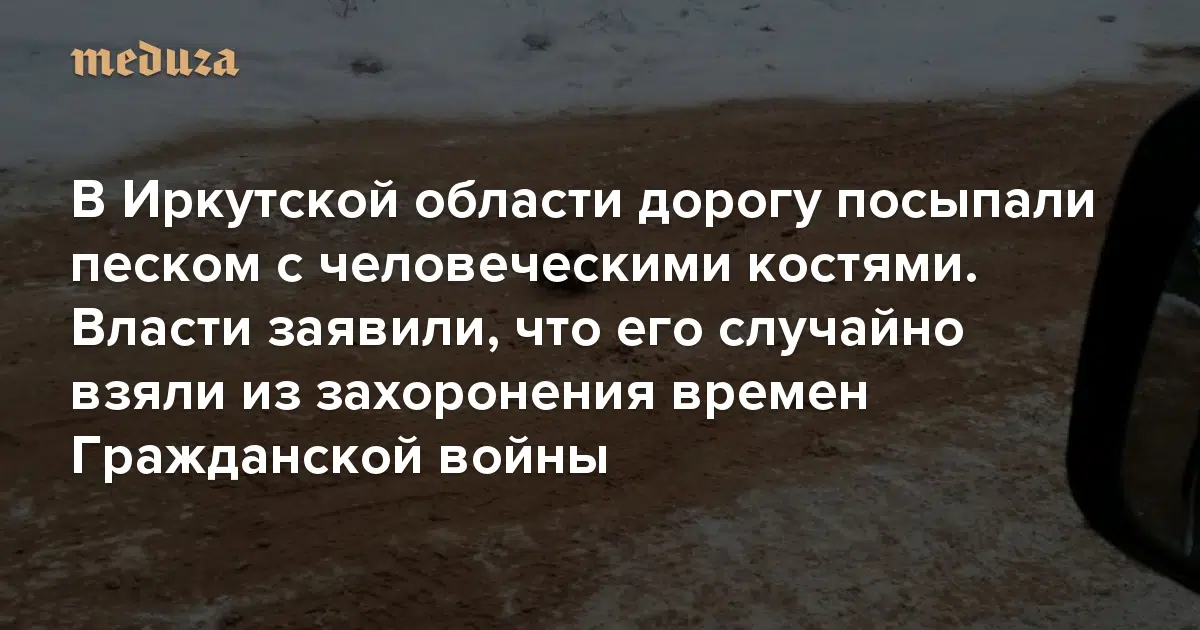 meduza
В Иркутской области дорогу посыпали
песком с человеческими костями.
Власти заявили, что его случайно
взяли из захоронения времен
Гражданской войны